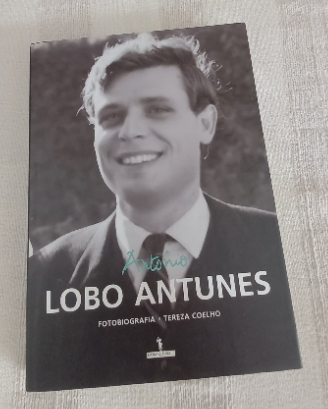 António
LOBO ANTUNES
FOTOBIOGRAFIA • TEREZA COELHO